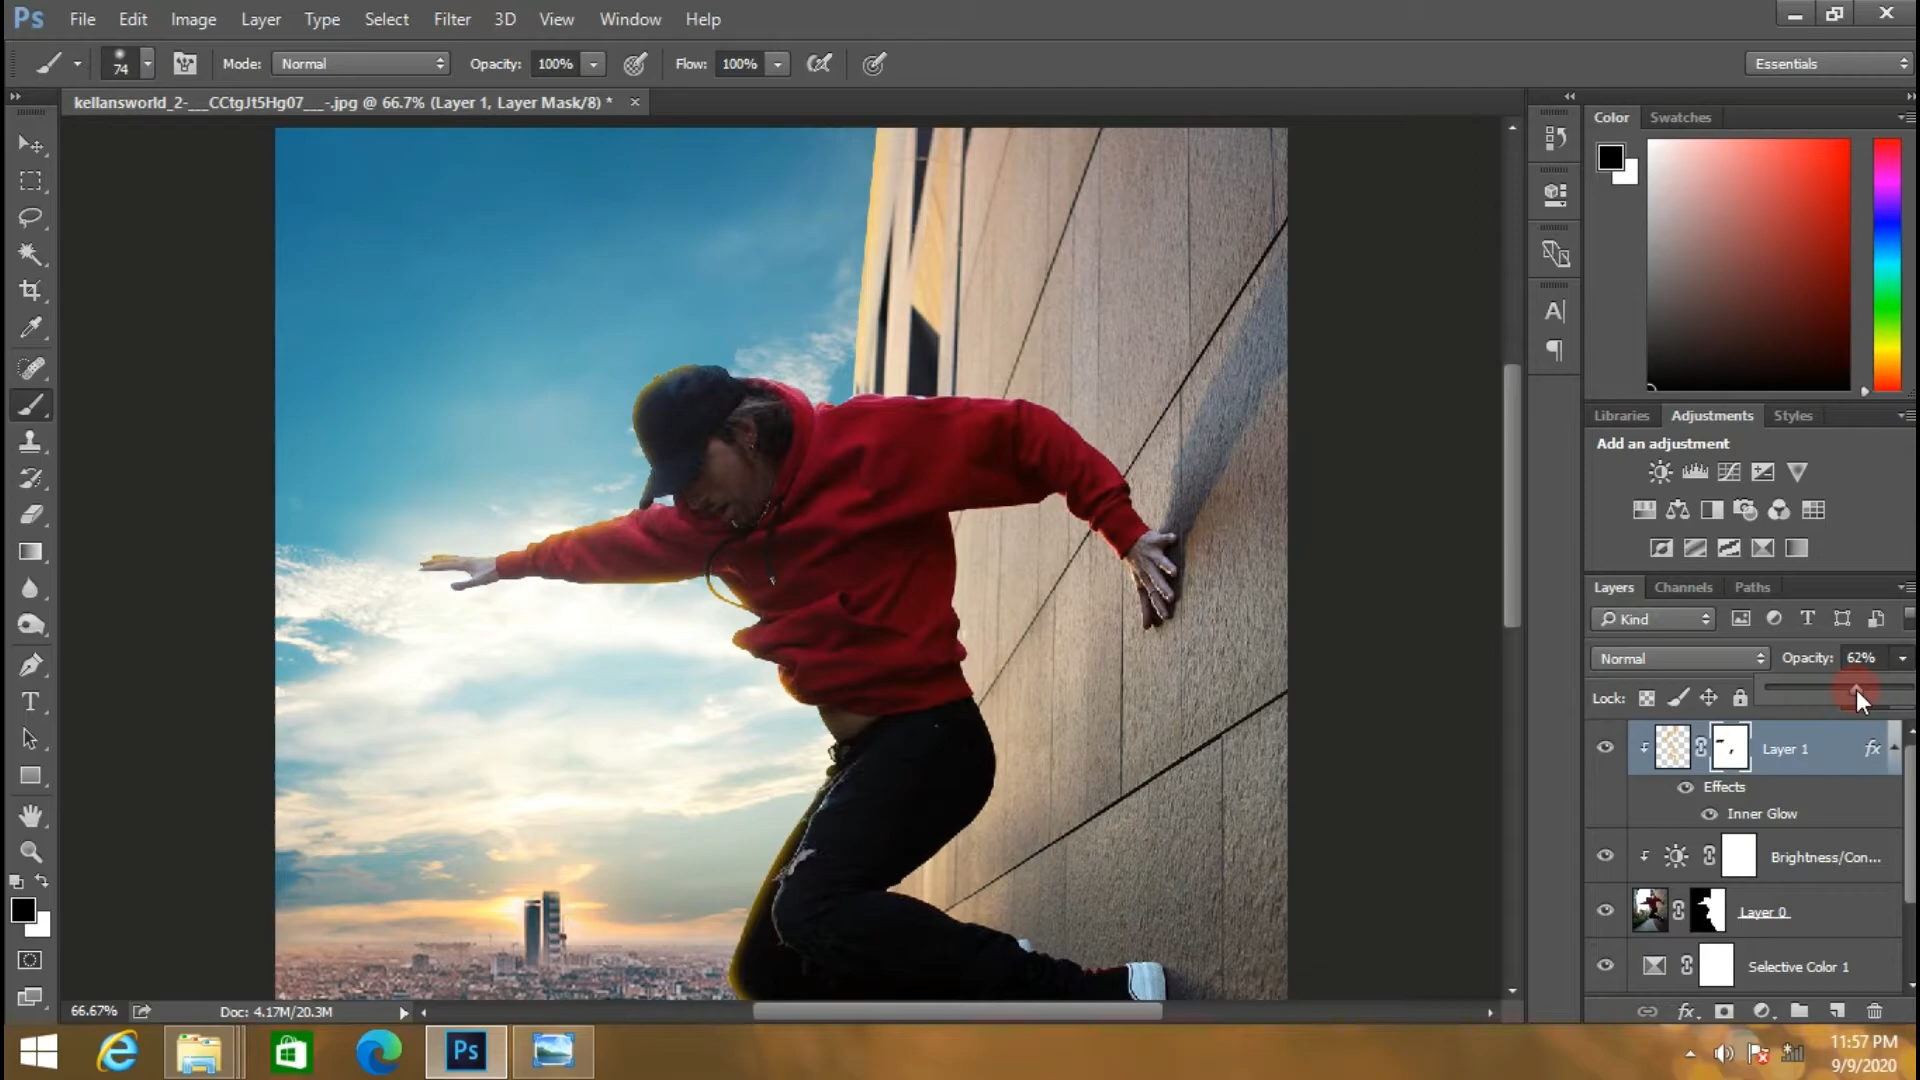 Ps File Edit Image Layer Type Select Filter 3D View Window Help
74 Mode: Normal Opacity: 100% Flow: 100% Essentials
kellansworld_2-___CCtgJt5Hg07___-.jpg @ 66.7% (Layer 1, Layer Mask/8) *
Color Swatches
Libraries Adjustments Styles
Add an adjustment
Layers Channels Paths
Kind
Normal Opacity: 62%
Lock:
Layer 1 fx
Effects
Inner Glow
Brightness/Con...
Layer 0
Selective Color 1
66.67% Doc: 4.17M/20.3M
Ps
11:57 PM
9/9/2020